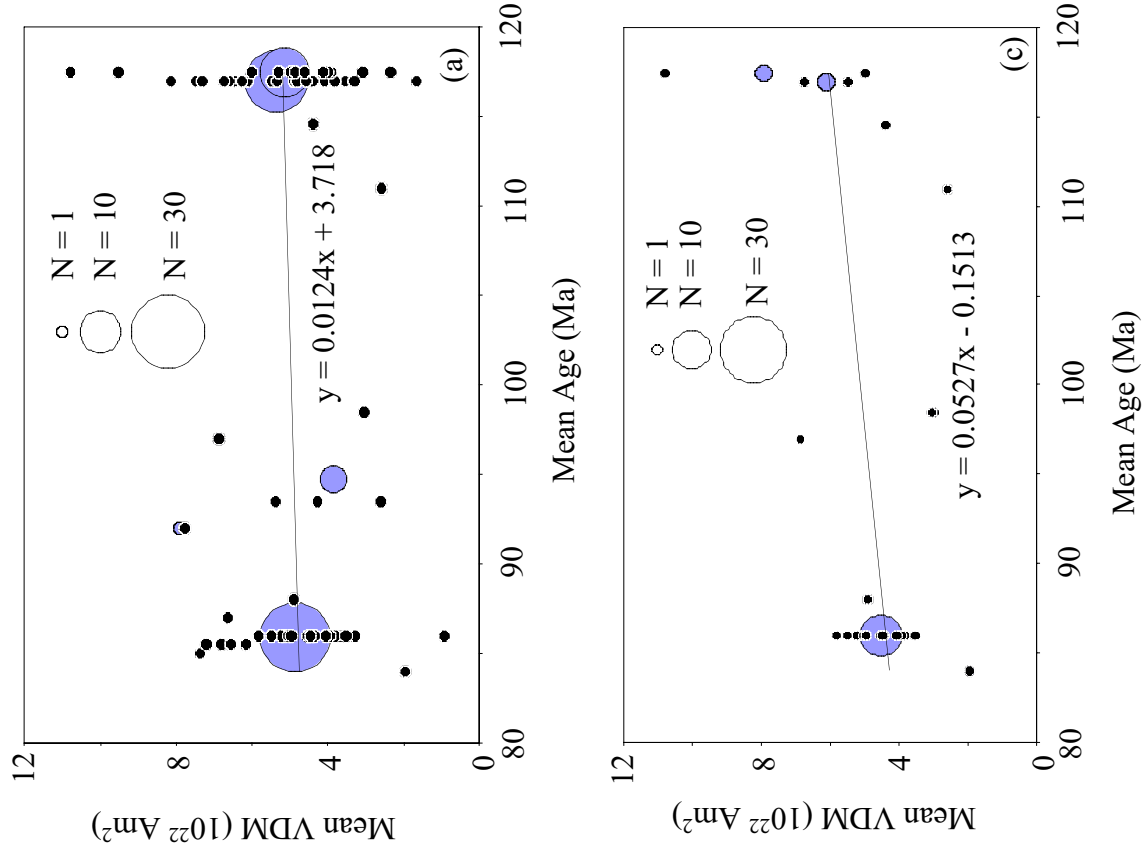 (a)
12
8
4
0
Mean VDM (10²² Am²)
N = 1
N = 10
N = 30
y = 0.0124x + 3.718
80
90
100
110
120
Mean Age (Ma)
(c)
12
8
4
0
Mean VDM (10²² Am²)
N = 1
N = 10
N = 30
y = 0.0527x - 0.1513
80
90
100
110
120
Mean Age (Ma)